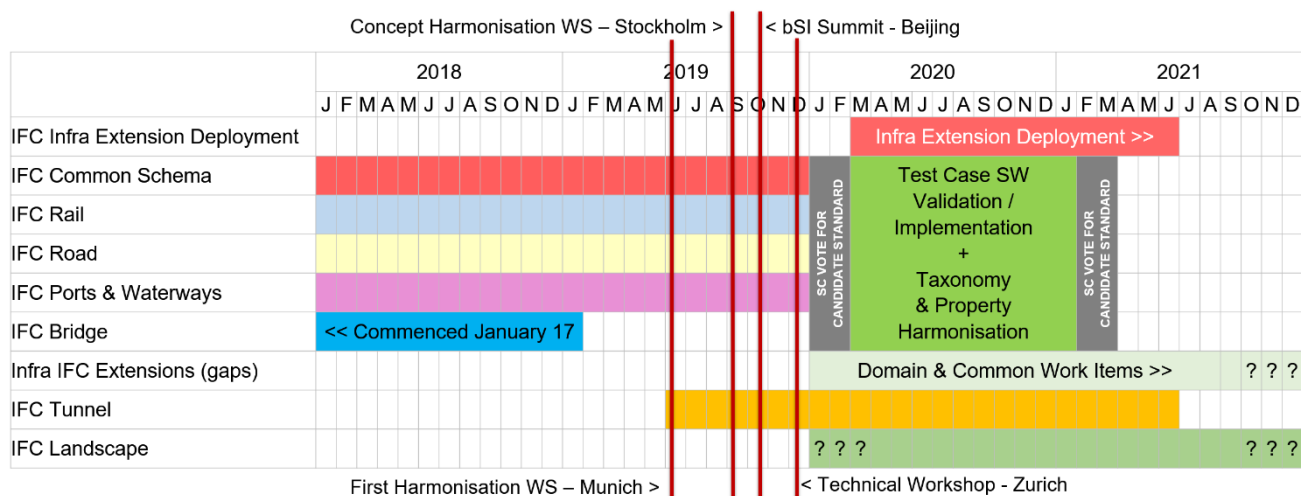 Concept Harmonisation WS – Stockholm >
< bSI Summit - Beijing
2018 2019 2020 2021
J F M A M J J A S O N D J F M A M J J A S O N D J F M A M J J A S O N D J F M A M J J A S O N D
IFC Infra Extension Deployment
Infra Extension Deployment >>
IFC Common Schema
IFC Rail
IFC Road
IFC Ports & Waterways
IFC Bridge
<< Commenced January 17
SC VOTE FOR
CANDIDATE STANDARD
Test Case SW
Validation /
Implementation
+
Taxonomy
& Property
Harmonisation
SC VOTE FOR
CANDIDATE STANDARD
Infra IFC Extensions (gaps)
Domain & Common Work Items >>
? ? ?
IFC Tunnel
IFC Landscape
? ? ? ? ? ?
First Harmonisation WS – Munich >
< Technical Workshop - Zurich